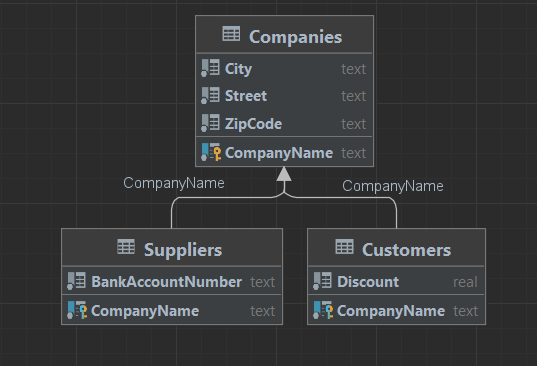 Companies
City text
Street text
ZipCode text
CompanyName text
CompanyName CompanyName
Suppliers
BankAccountNumber text
CompanyName text
Customers
Discount real
CompanyName text